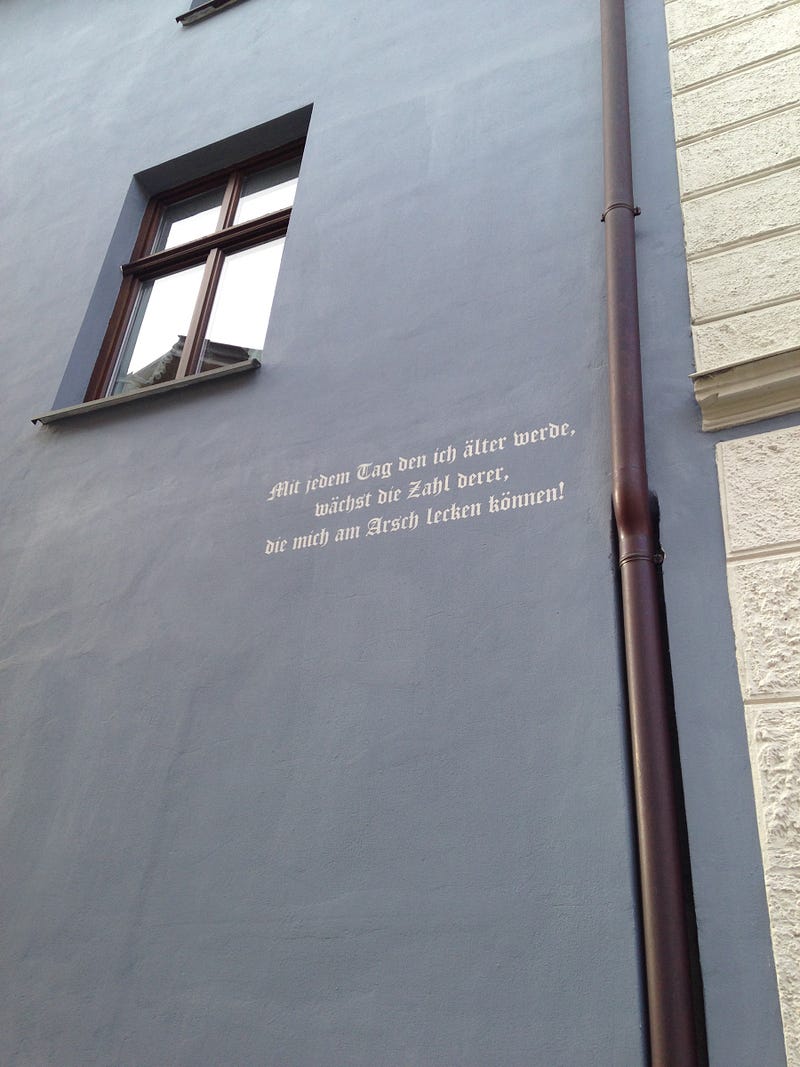 Mit jedem Tag den ich älter werde,
wächst die Zahl derer,
die mich am Arsch lecken können!